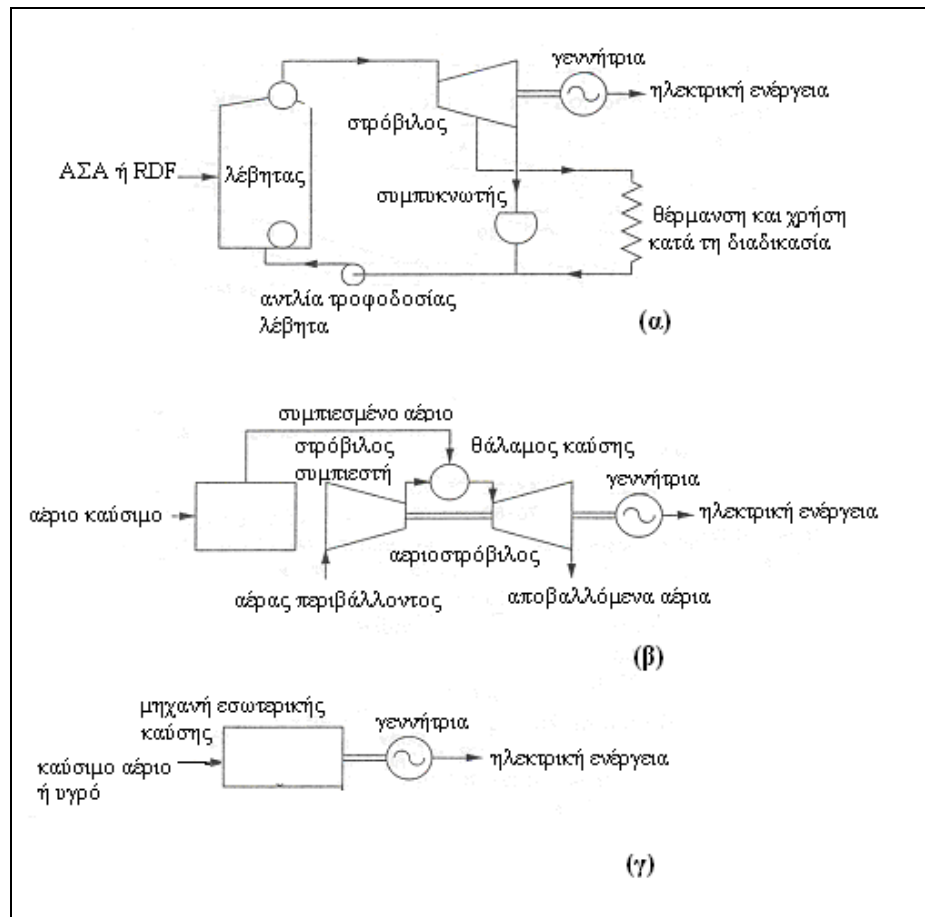 γεννήτρια
ηλεκτρική ενέργεια
στρόβιλος
ΑΣΑ ή RDF
λέβητας
συμπυκνωτής
θέρμανση και χρήση
κατά τη διαδικασία
αντλία τροφοδοσίας
λέβητα
(α)
συμπιεσμένο αέριο
στρόβιλος
συμπιεστή
θάλαμος καύσης
γεννήτρια
αέριο καύσιμο
ηλεκτρική ενέργεια
αεριοστρόβιλος
αέρας περιβάλλοντος
αποβαλλόμενα αέρια
(β)
μηχανή εσωτερικής
καύσης
γεννήτρια
καύσιμο αέριο
ή υγρό
ηλεκτρική ενέργεια
(γ)